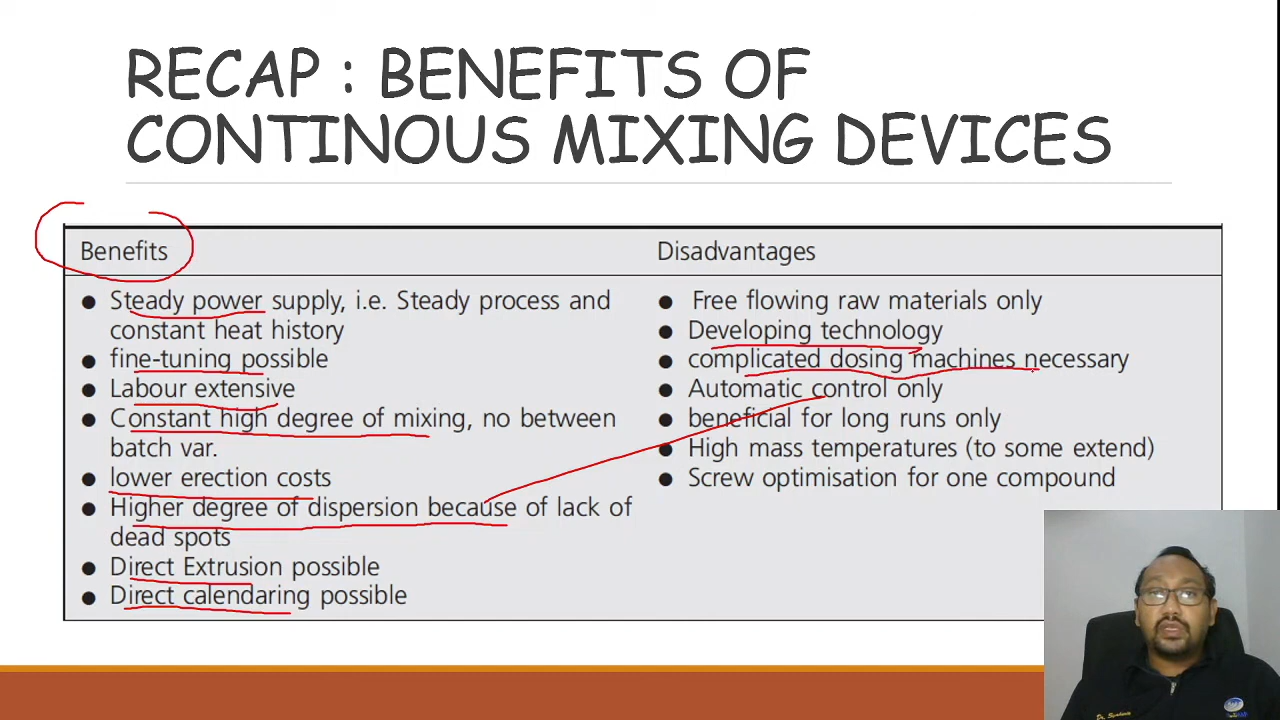 RECAP : BENEFITS OF
CONTINOUS MIXING DEVICES
Benefits
● Steady power supply, i.e. Steady process and
constant heat history
● fine-tuning possible
● Labour extensive
● Constant high degree of mixing, no between
batch var.
● lower erection costs
● Higher degree of dispersion because of lack of
dead spots
● Direct Extrusion possible
● Direct calendaring possible
Disadvantages
● Free flowing raw materials only
● Developing technology
● complicated dosing machines necessary
● Automatic control only
● beneficial for long runs only
● High mass temperatures (to some extend)
● Screw optimisation for one compound